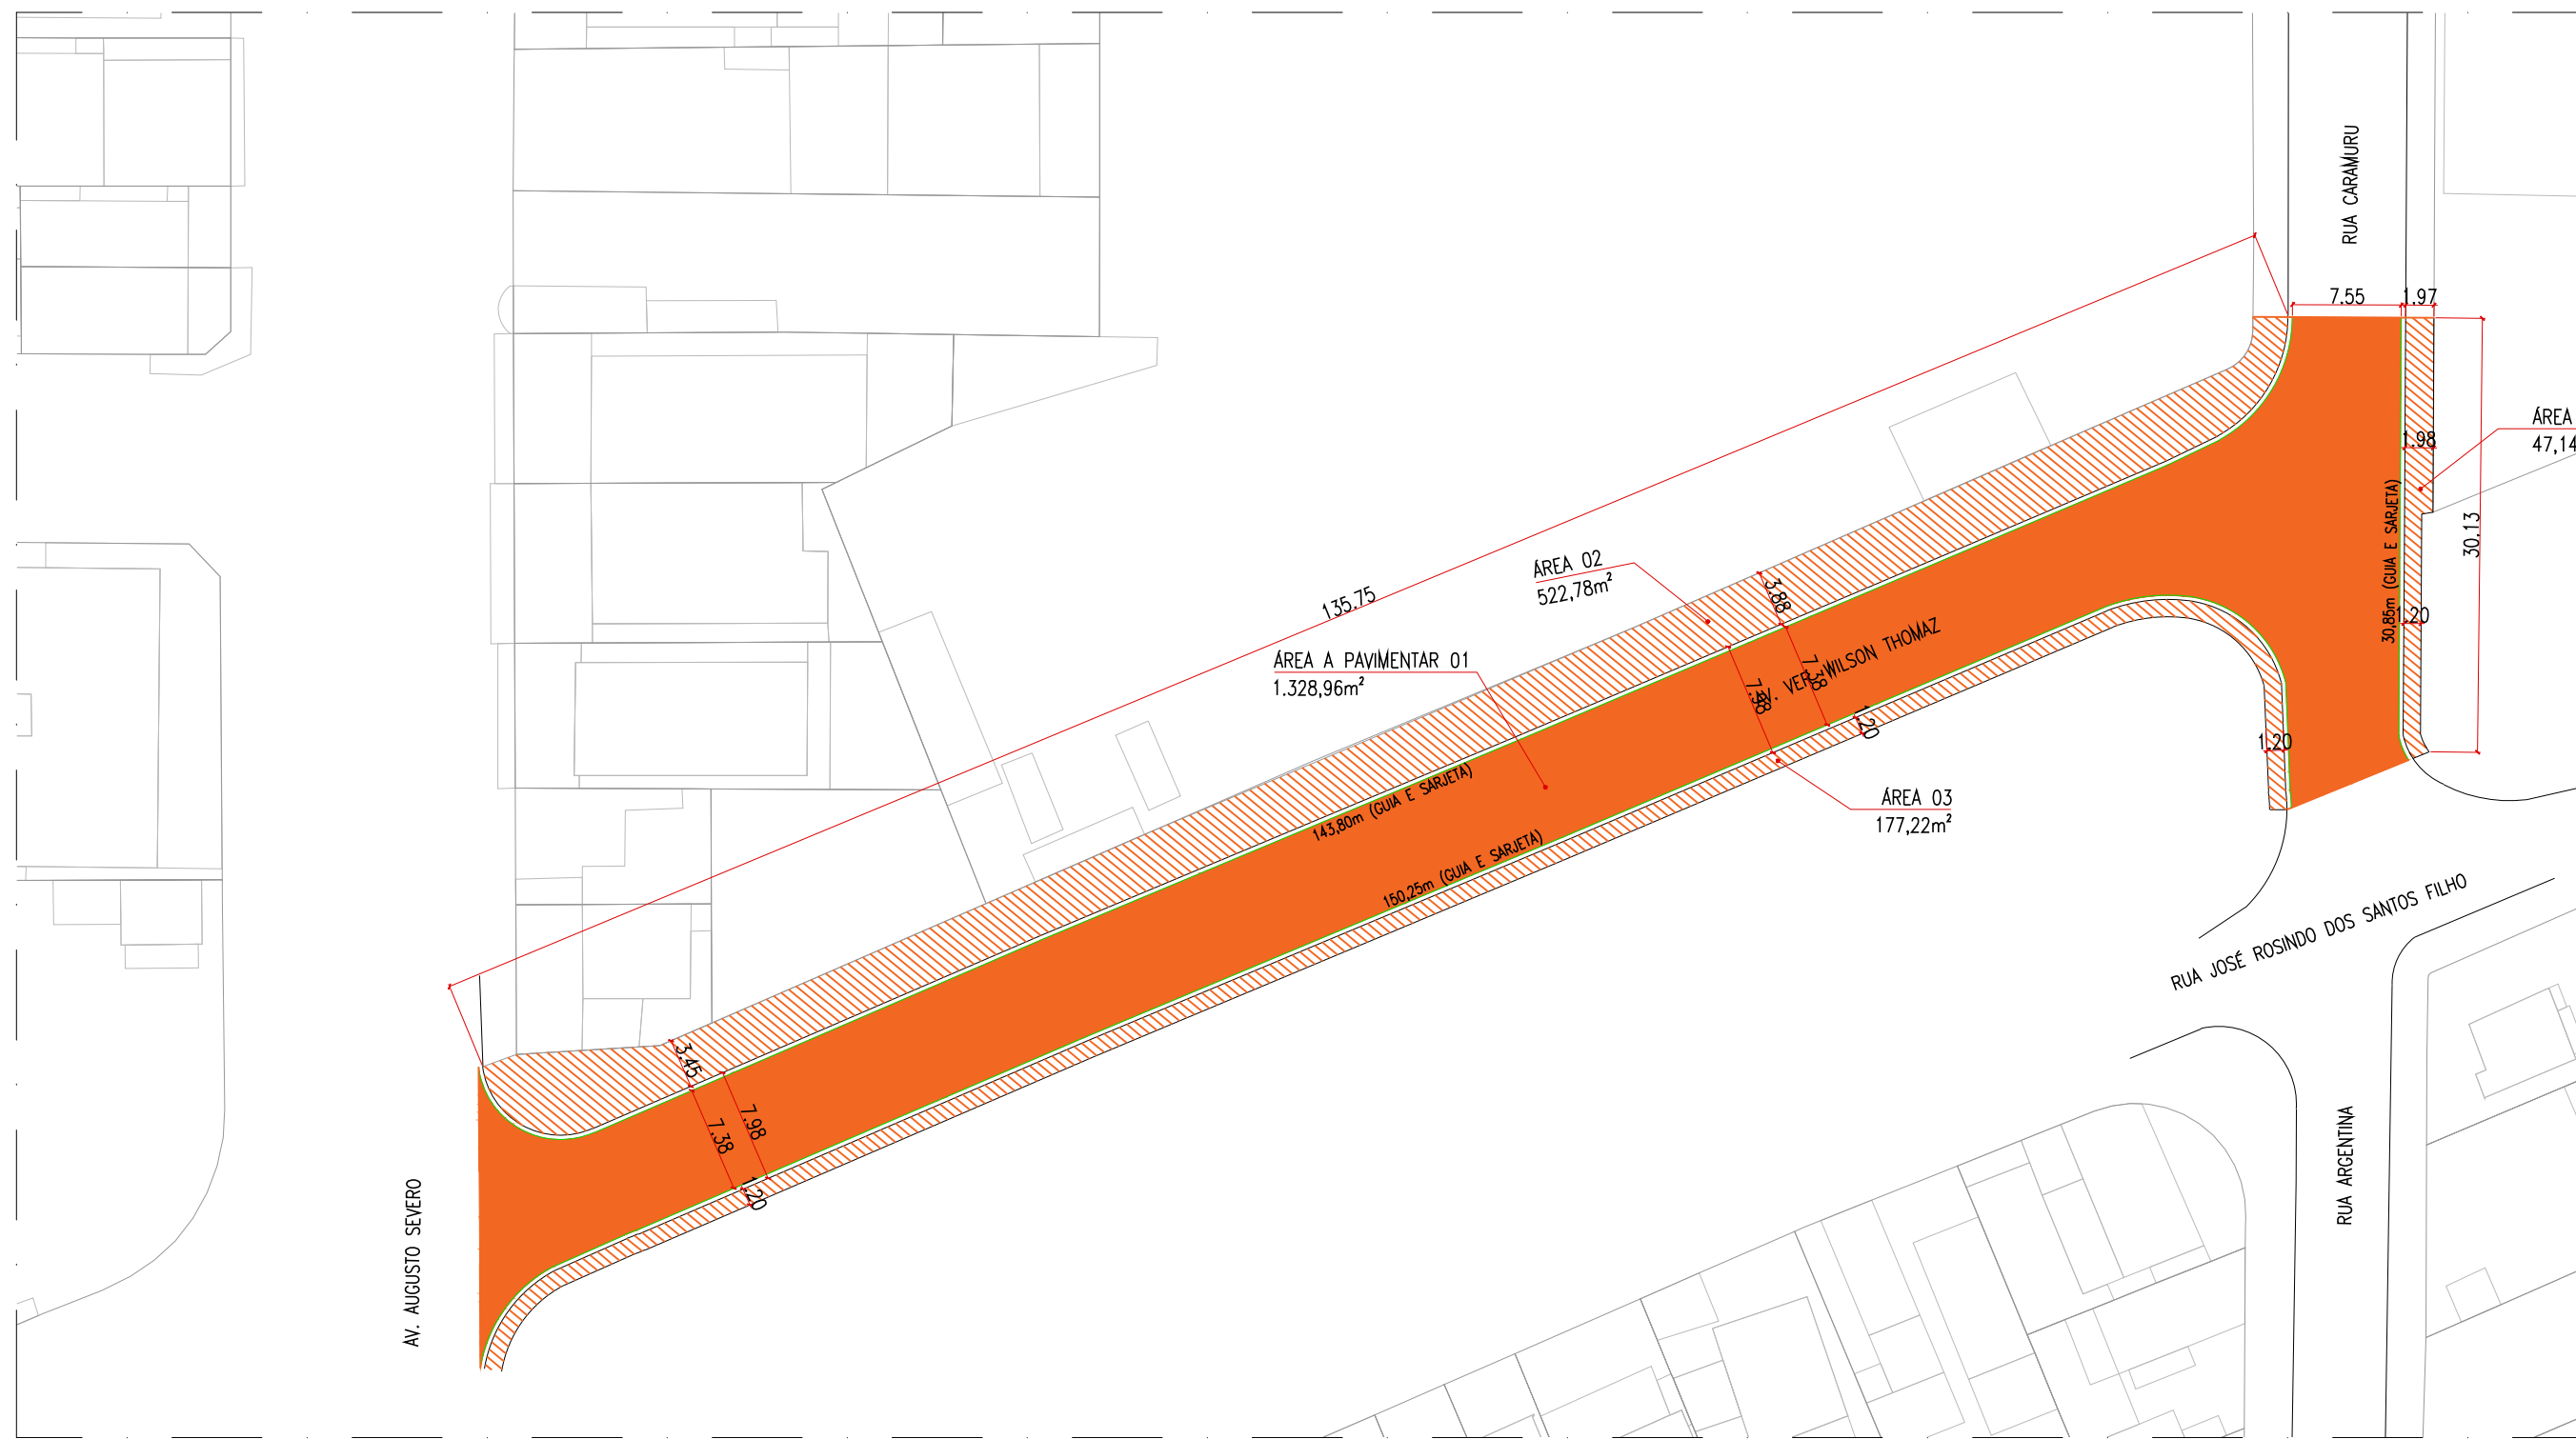 RUA CARAMURU
7.55
1.97
ÁREA
47,14
1.98
30,85m (GUIA E SARJETA)
30.13
1.20
135.75
ÁREA 02
522,78m²
3.88
AV. VER. WILSON THOMAZ
7.38
7.98
1.20
1.20
ÁREA A PAVIMENTAR 01
1.328,96m²
ÁREA 03
177,22m²
143,80m (GUIA E SARJETA)
150,25m (GUIA E SARJETA)
RUA JOSÉ ROSINDO DOS SANTOS FILHO
3.45
7.98
7.38
1.20
AV. AUGUSTO SEVERO
RUA ARGENTINA